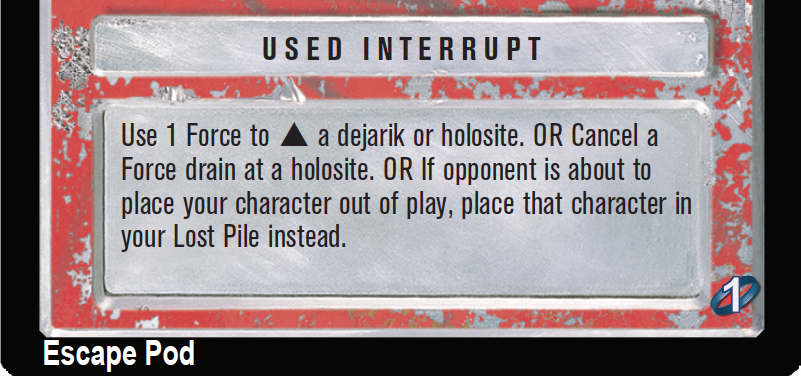 USED INTERRUPT
Use 1 Force to ▲ a dejarik or holosite. OR Cancel a
Force drain at a holosite. OR If opponent is about to
place your character out of play, place that character in
your Lost Pile instead.
1
Escape Pod